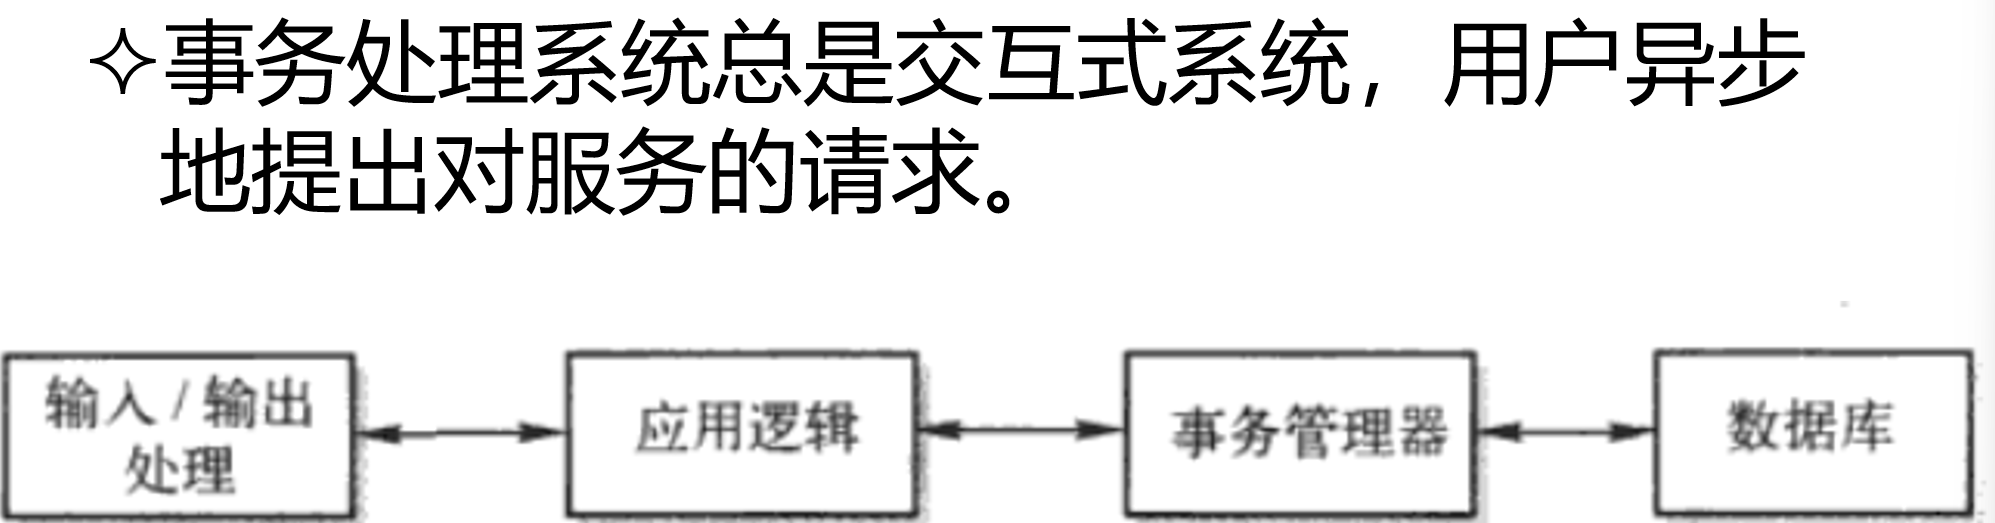 ✧事务处理系统总是交互式系统，用户异步
地提出对服务的请求。
输入/输出
处理
应用逻辑
事务管理器
数据库